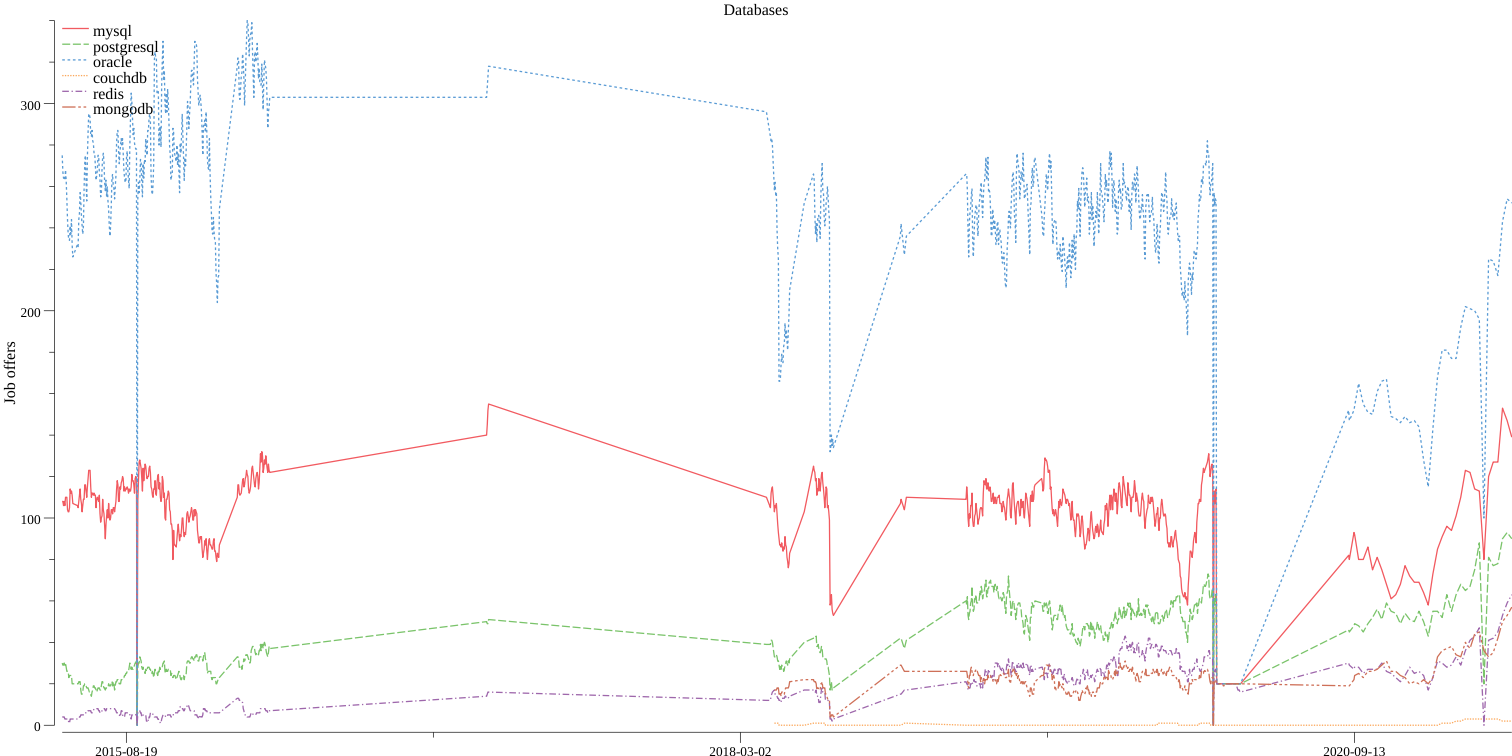 Databases
mysql
postgresql
oracle
couchdb
redis
mongodb
300
200
100
0
Job offers
2015-08-19
2018-03-02
2020-09-13